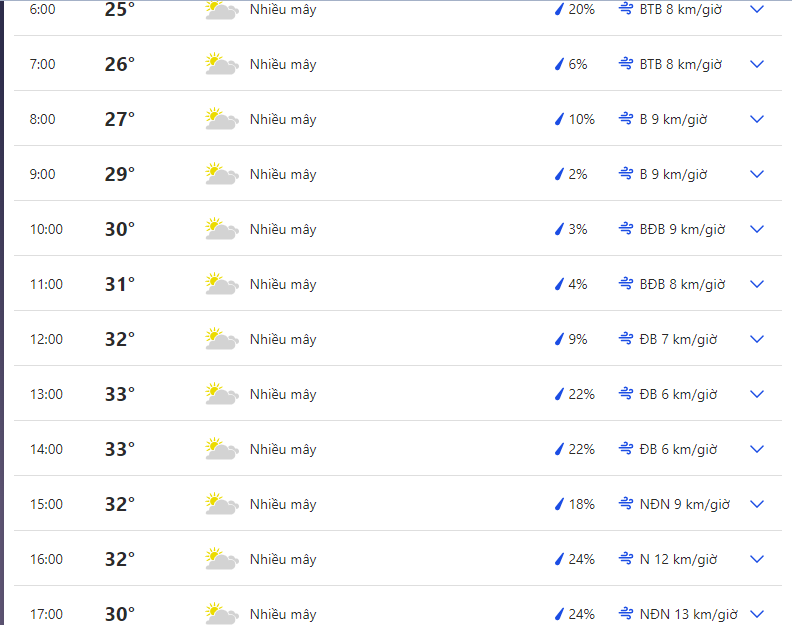 6:00 25° Nhiều mây 20% BTB 8 km/giờ
7:00 26° Nhiều mây 6% BTB 8 km/giờ
8:00 27° Nhiều mây 10% B 9 km/giờ
9:00 29° Nhiều mây 2% B 9 km/giờ
10:00 30° Nhiều mây 3% BĐB 9 km/giờ
11:00 31° Nhiều mây 4% BĐB 8 km/giờ
12:00 32° Nhiều mây 9% ĐB 7 km/giờ
13:00 33° Nhiều mây 22% ĐB 6 km/giờ
14:00 33° Nhiều mây 22% ĐB 6 km/giờ
15:00 32° Nhiều mây 18% NĐN 9 km/giờ
16:00 32° Nhiều mây 24% N 12 km/giờ
17:00 30° Nhiều mây 24% NĐN 13 km/giờ